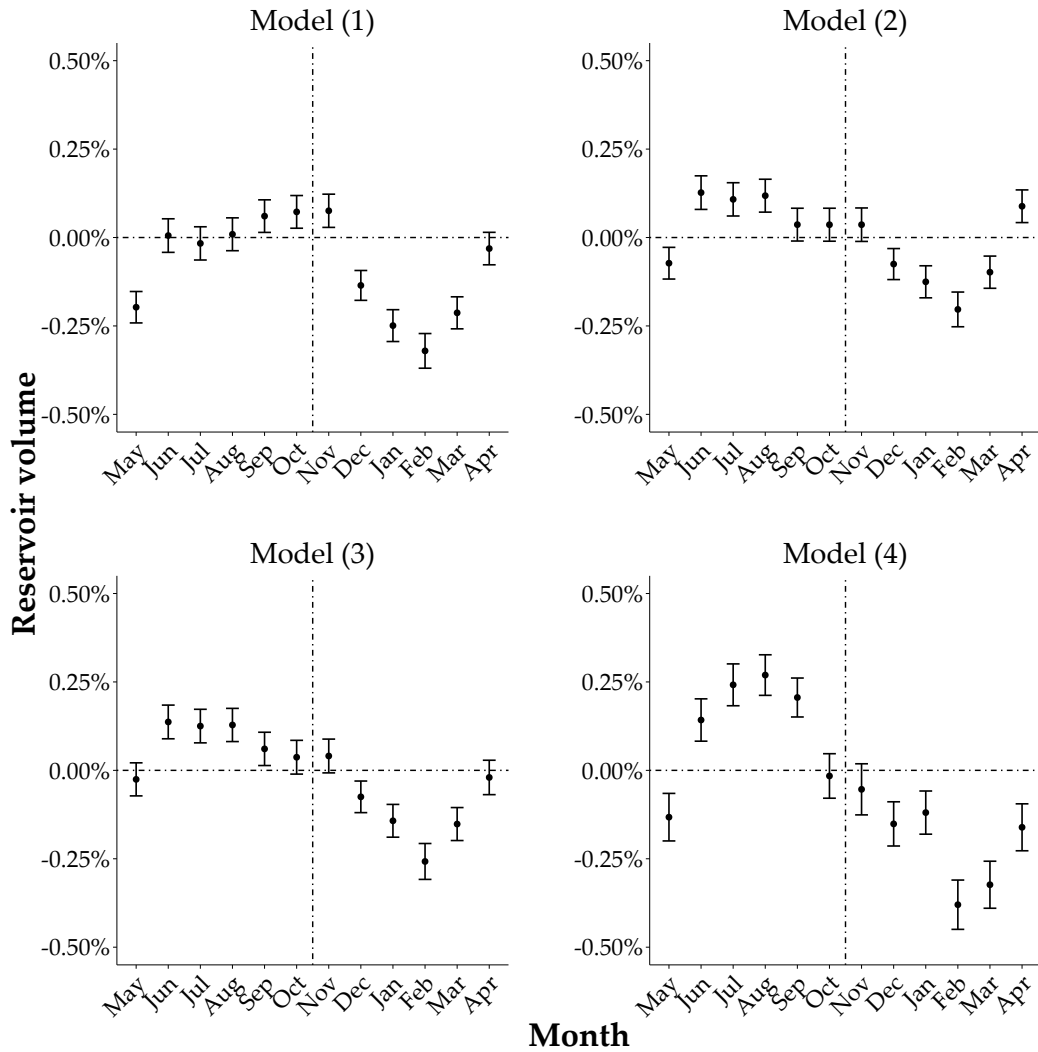 Model (1)
0.50%
0.25%
0.00%
-0.25%
-0.50%
May Jun Jul Aug Sep Oct Nov Dec Jan Feb Mar Apr
Model (2)
0.50%
0.25%
0.00%
-0.25%
-0.50%
May Jun Jul Aug Sep Oct Nov Dec Jan Feb Mar Apr
Reservoir volume
Model (3)
0.50%
0.25%
0.00%
-0.25%
-0.50%
May Jun Jul Aug Sep Oct Nov Dec Jan Feb Mar Apr
Model (4)
0.50%
0.25%
0.00%
-0.25%
-0.50%
May Jun Jul Aug Sep Oct Nov Dec Jan Feb Mar Apr
Month